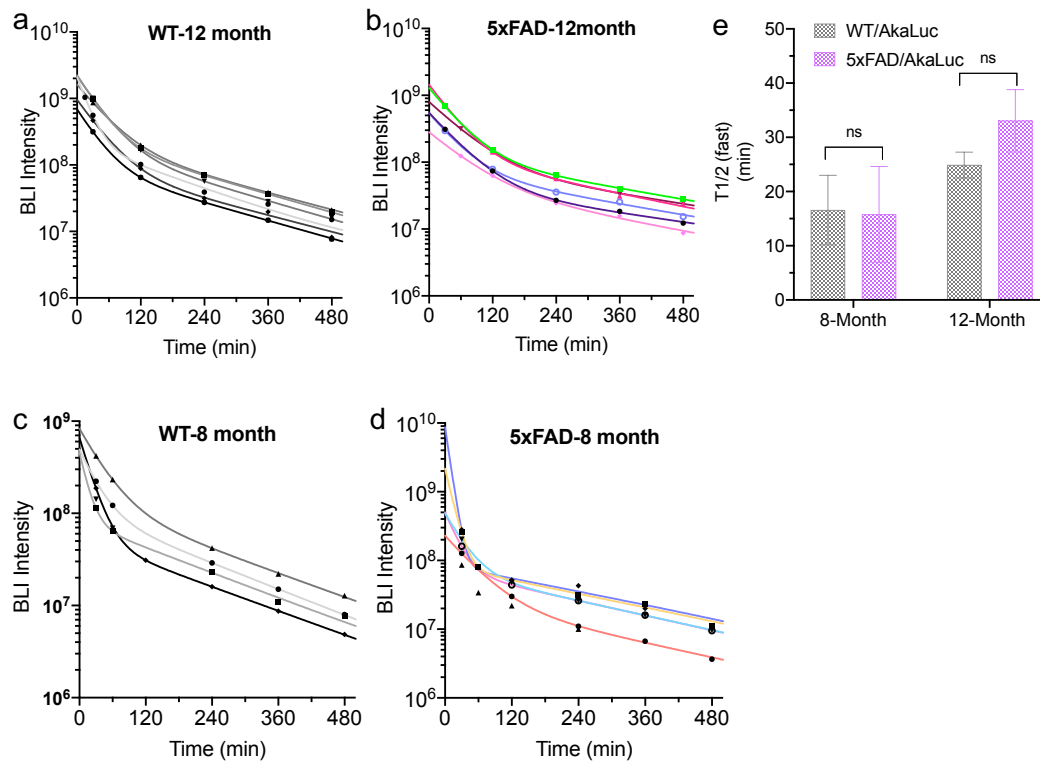 a
WT-12 month
BLI Intensity
10^10
10^9
10^8
10^7
10^6
0 120 240 360 480
Time (min)
b
5xFAD-12month
BLI Intensity
10^10
10^9
10^8
10^7
10^6
0 120 240 360 480
Time (min)
e
WT/AkaLuc
5xFAD/AkaLuc
ns
ns
T1/2 (fast)
(min)
50
40
30
20
10
0
8-Month 12-Month
c
WT-8 month
BLI Intensity
10^9
10^8
10^7
10^6
0 120 240 360 480
Time (min)
d
5xFAD-8 month
BLI Intensity
10^10
10^9
10^8
10^7
10^6
0 120 240 360 480
Time (min)